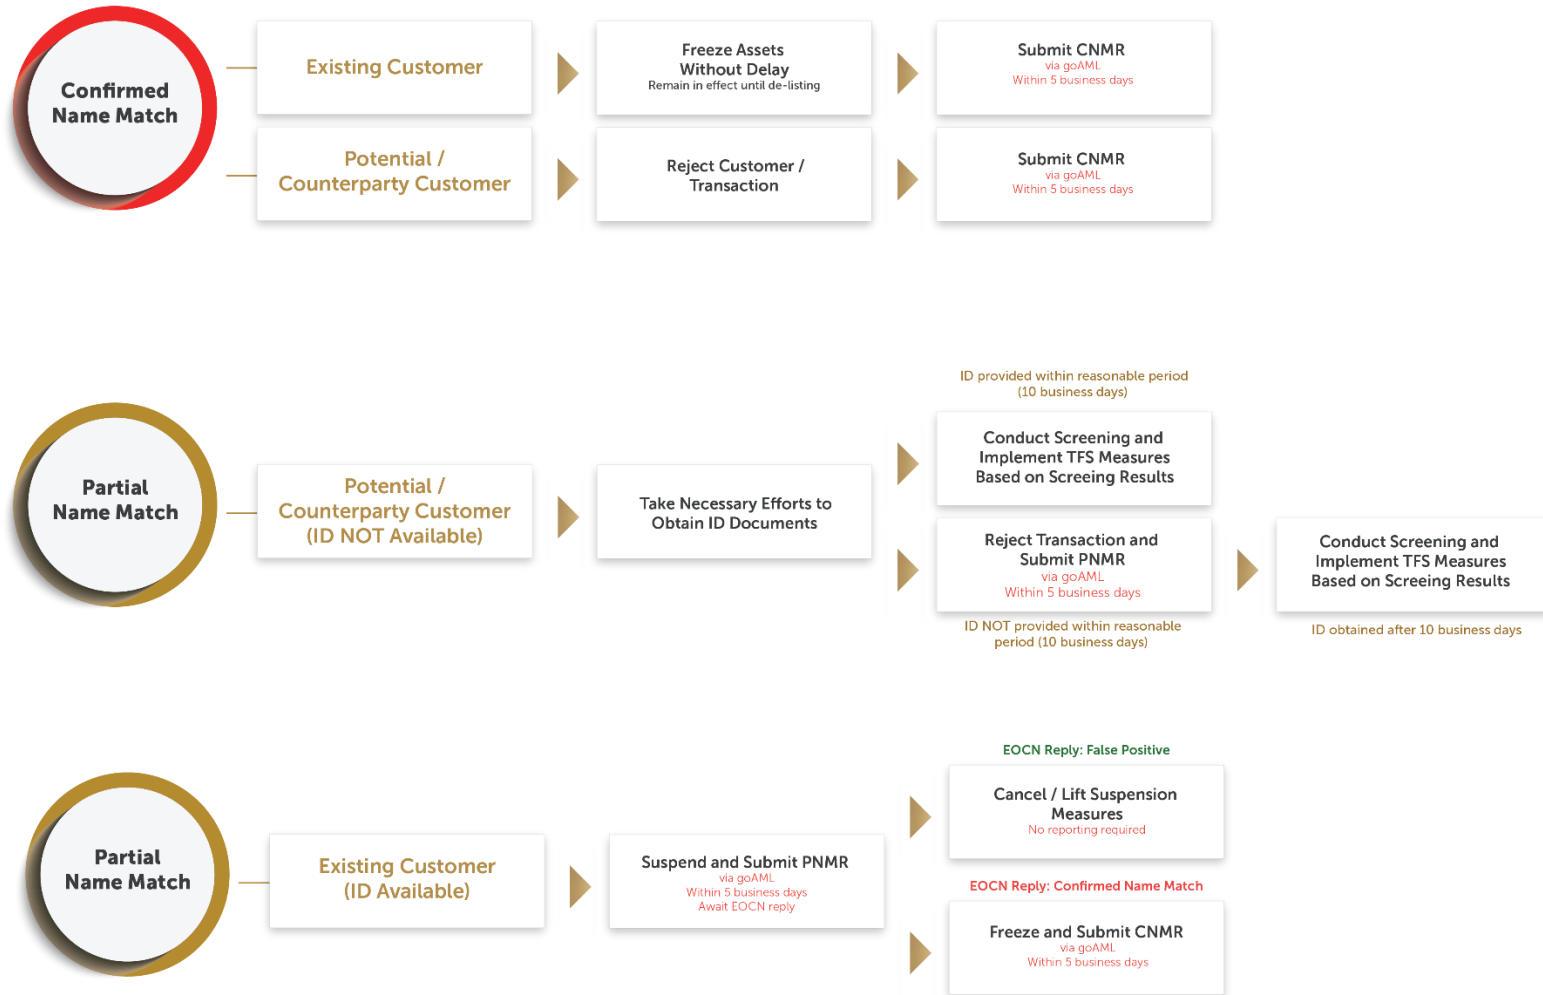 Confirmed
Name Match
Existing Customer
Freeze Assets
Without Delay
Remain in effect until de-listing
Submit CNMR
via goAML
Within 5 business days
Potential /
Counterparty Customer
Reject Customer /
Transaction
Submit CNMR
via goAML
Within 5 business days
Partial
Name Match
Potential /
Counterparty Customer
(ID NOT Available)
Take Necessary Efforts to
Obtain ID Documents
ID provided within reasonable period
(10 business days)
Conduct Screening and
Implement TFS Measures
Based on Screeing Results
Reject Transaction and
Submit PNMR
via goAML
Within 5 business days
ID NOT provided within reasonable
period (10 business days)
Conduct Screening and
Implement TFS Measures
Based on Screeing Results
ID obtained after 10 business days
Partial
Name Match
Existing Customer
(ID Available)
Suspend and Submit PNMR
via goAML
Within 5 business days
Await EOCN reply
EOCN Reply: False Positive
Cancel / Lift Suspension
Measures
No reporting required
EOCN Reply: Confirmed Name Match
Freeze and Submit CNMR
via goAML
Within 5 business days